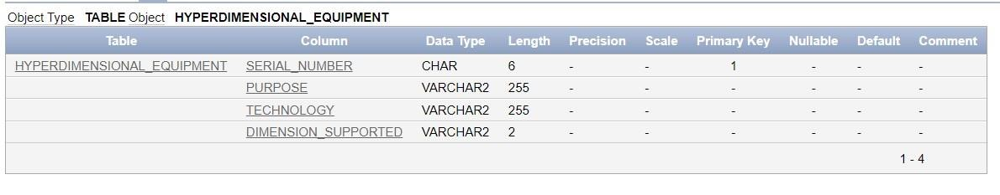 Object Type TABLE Object HYPERDIMENSIONAL_EQUIPMENT
Table Column Data Type Length Precision Scale Primary Key Nullable Default Comment
HYPERDIMENSIONAL_EQUIPMENT SERIAL_NUMBER CHAR 6 - - 1 - - -
PURPOSE VARCHAR2 255 - - - - - -
TECHNOLOGY VARCHAR2 255 - - - - - -
DIMENSION_SUPPORTED VARCHAR2 2 - - - - - -
1 - 4